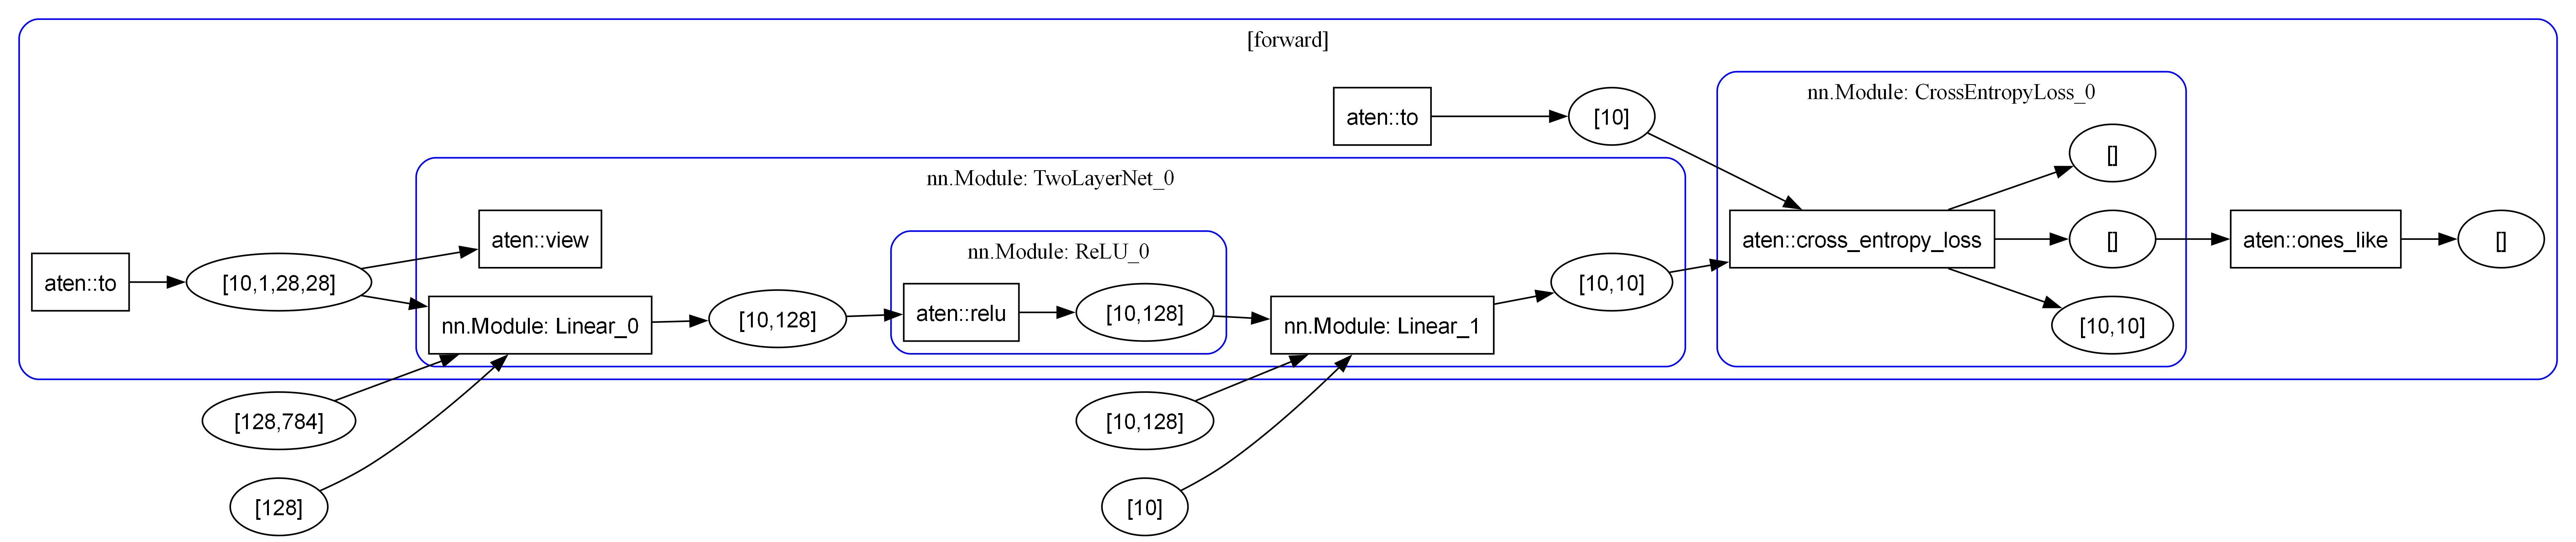 [forward]
nn.Module: CrossEntropyLoss_0
aten::to
[10]
[]
nn.Module: TwoLayerNet_0
aten::view
aten::cross_entropy_loss
[]
aten::ones_like
[]
nn.Module: ReLU_0
aten::to
[10,1,28,28]
[10,10]
aten::relu
[10,128]
nn.Module: Linear_0
[10,128]
nn.Module: Linear_1
[10,10]
[128,784]
[10,128]
[128]
[10]